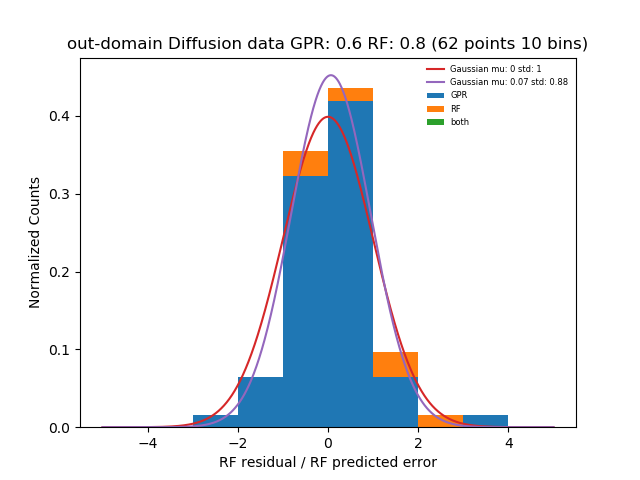 out-domain Diffusion data GPR: 0.6 RF: 0.8 (62 points 10 bins)
Gaussian mu: 0 std: 1
Gaussian mu: 0.07 std: 0.88
GPR
RF
both
Normalized Counts
0.4
0.3
0.2
0.1
0.0
−4
−2
0
2
4
RF residual / RF predicted error